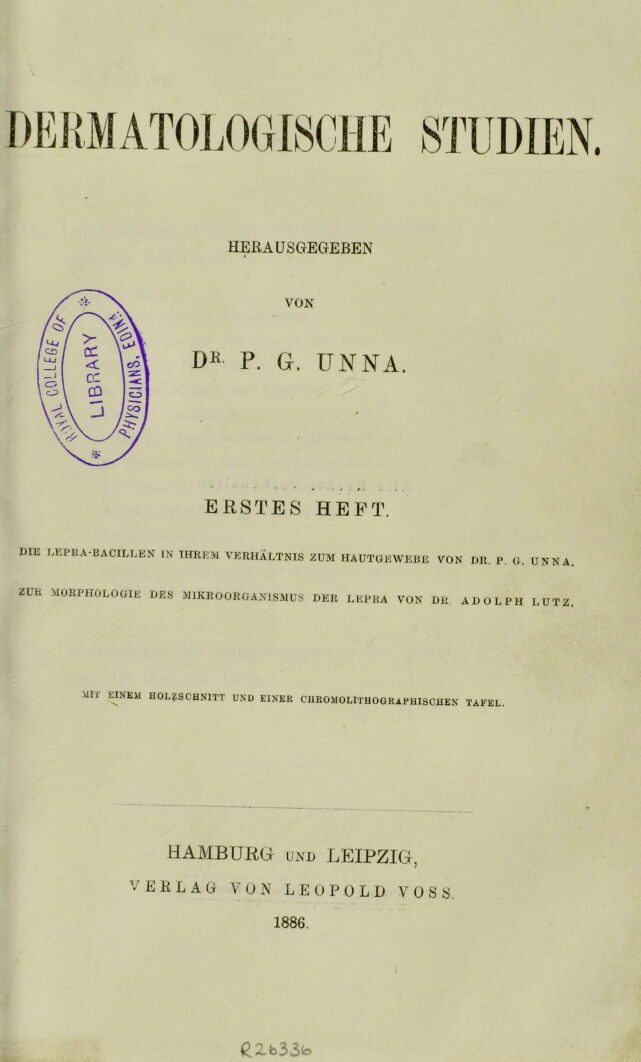 DERMATOLOGISCHE STUDIEN.
HERAUSGEGEBEN
VON
DR. P. G. UNNA.
ROYAL COLLEGE OF
PHYSICIANS, EDINR.
LIBRARY
ERSTES HEFT.
DIE LEPRA-BACILLEN IN IHREM VERHÄLTNIS ZUM HAUTGEWEBE VON DR. P. G. UNNA.
ZUR MORPHOLOGIE DES MIKROORGANISMUS DER LEPRA VON DR. ADOLPH LUTZ.
MIT EINEM HOLZSCHNITT UND EINER CHROMOLITHOGRAPHISCHEN TAFEL.
HAMBURG UND LEIPZIG,
VERLAG VON LEOPOLD VOSS.
1886.
R26336